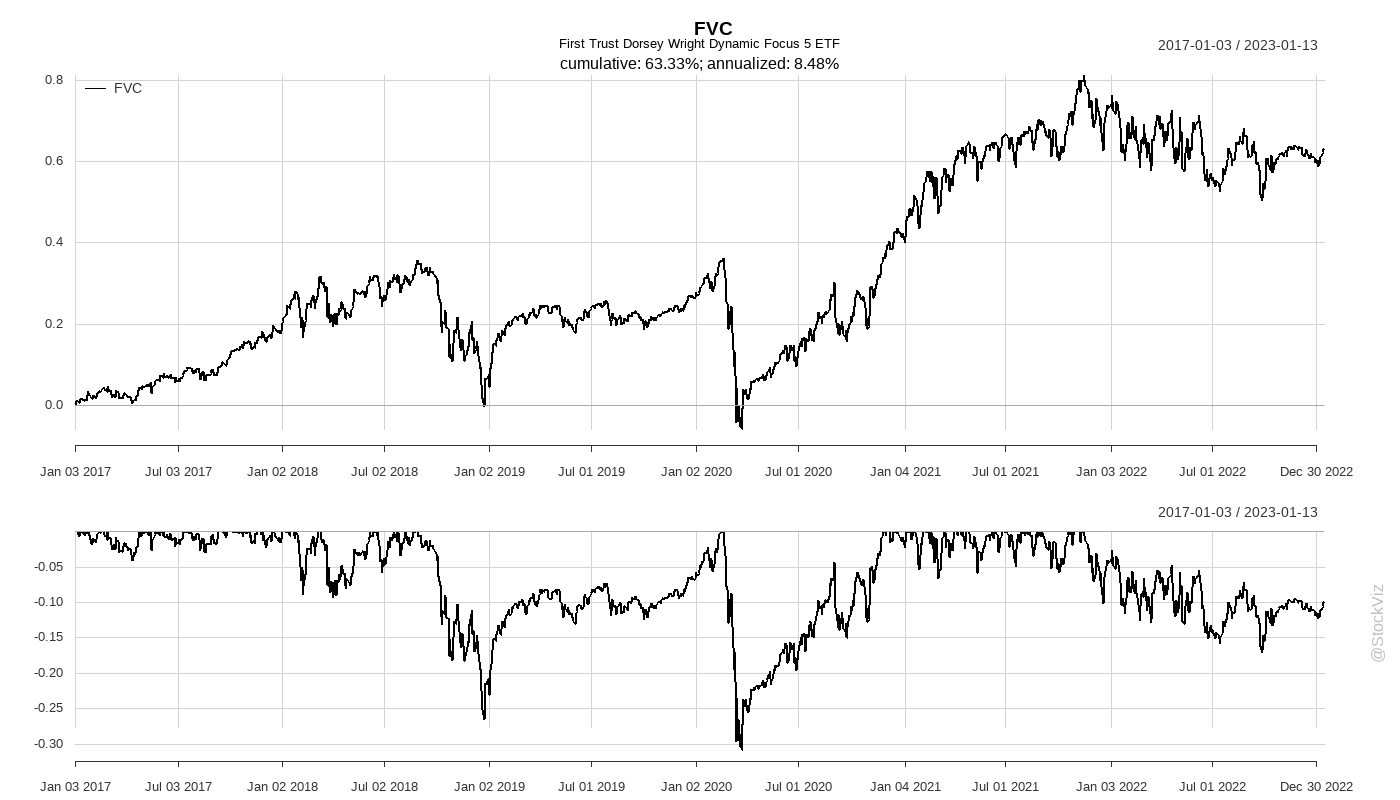 FVC
First Trust Dorsey Wright Dynamic Focus 5 ETF
cumulative: 63.33%; annualized: 8.48%
2017-01-03 / 2023-01-13
FVC
0.8
0.6
0.4
0.2
0.0
Jan 03 2017 Jul 03 2017 Jan 02 2018 Jul 02 2018 Jan 02 2019 Jul 01 2019 Jan 02 2020 Jul 01 2020 Jan 04 2021 Jul 01 2021 Jan 03 2022 Jul 01 2022 Dec 30 2022
2017-01-03 / 2023-01-13
-0.05
-0.10
-0.15
-0.20
-0.25
-0.30
Jan 03 2017 Jul 03 2017 Jan 02 2018 Jul 02 2018 Jan 02 2019 Jul 01 2019 Jan 02 2020 Jul 01 2020 Jan 04 2021 Jul 01 2021 Jan 03 2022 Jul 01 2022 Dec 30 2022
@StockViz